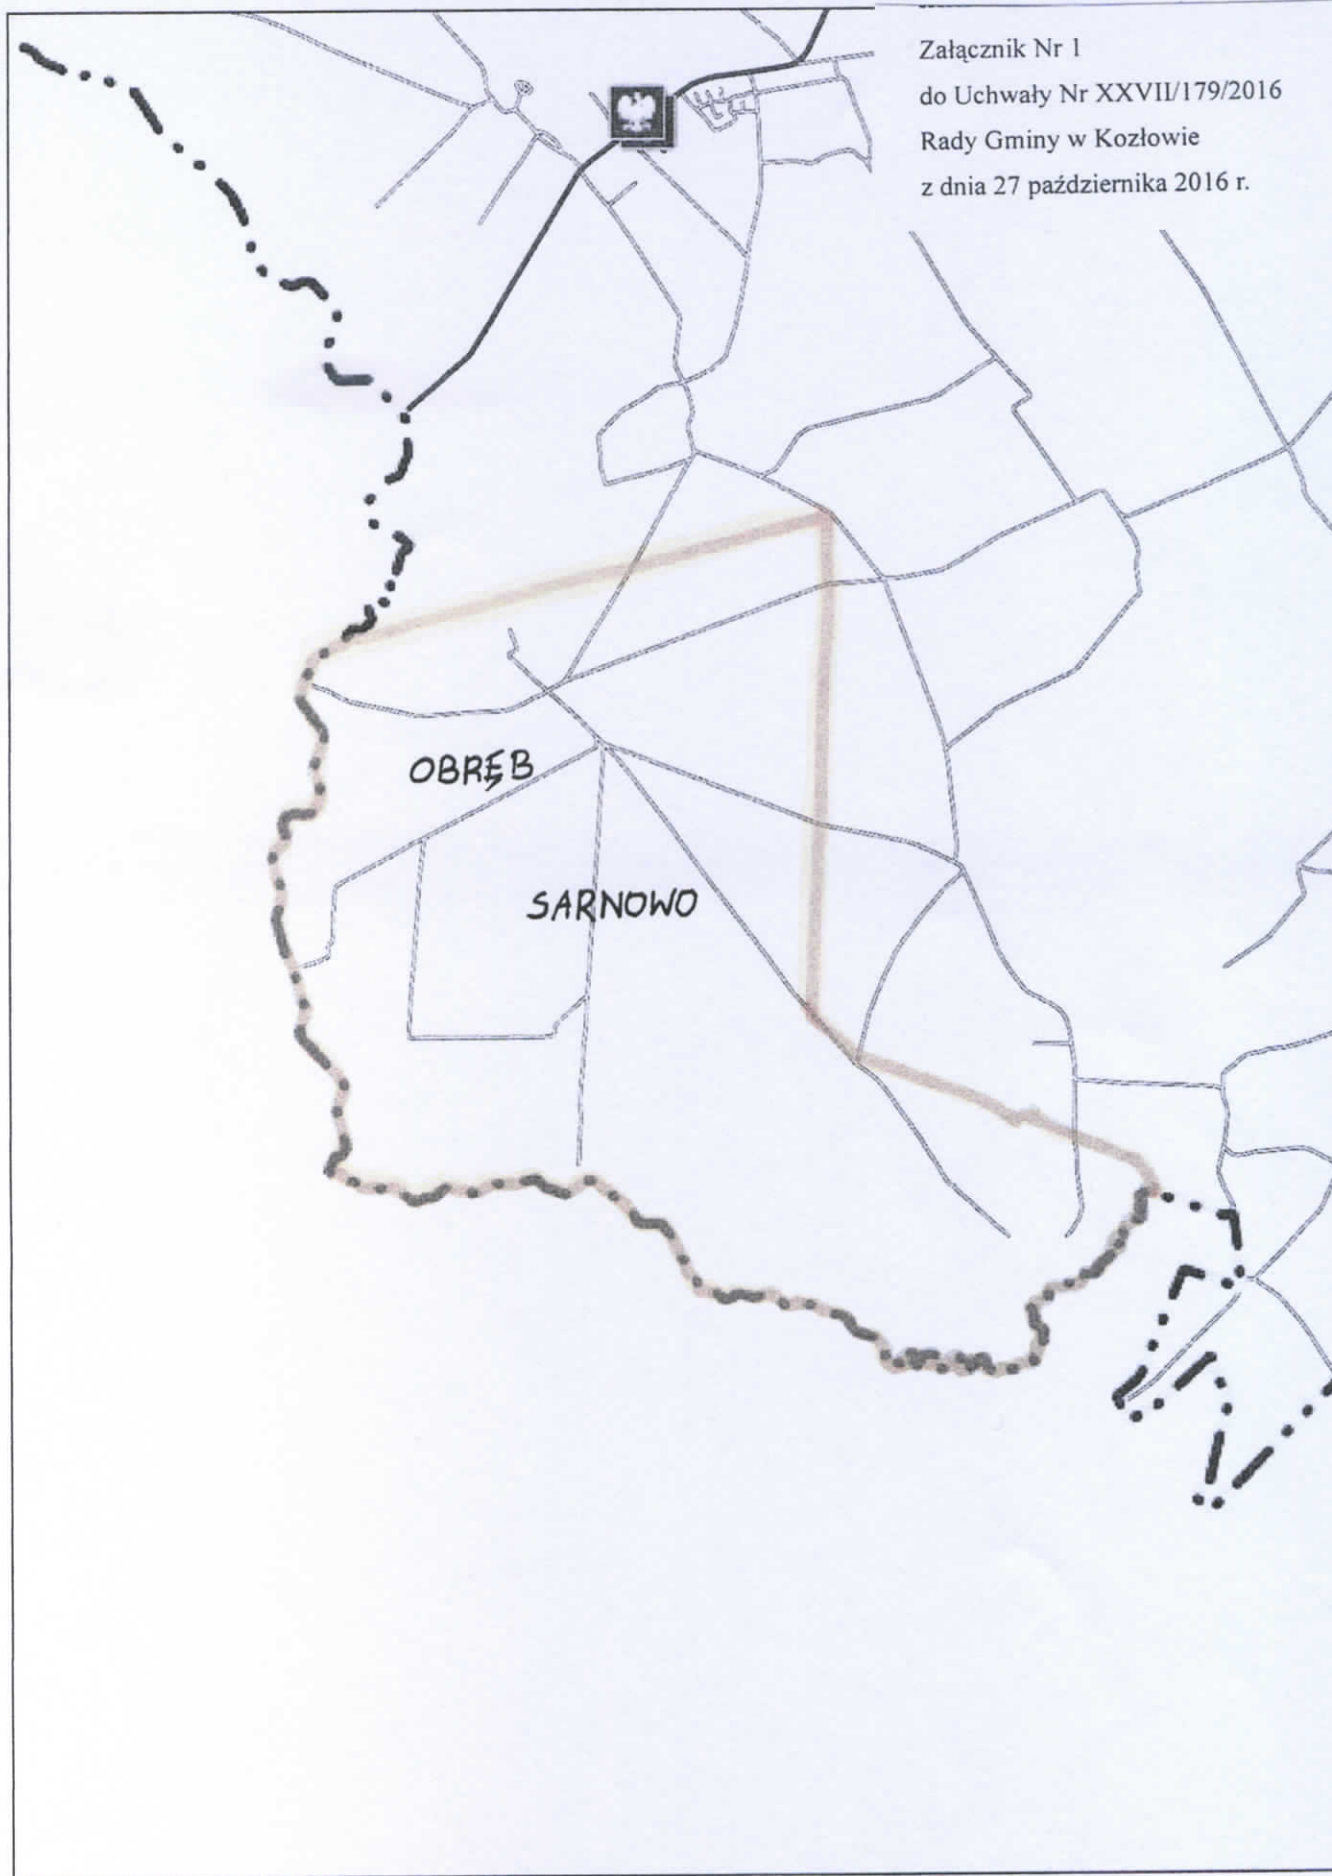 Załącznik Nr 1
do Uchwały Nr XXVII/179/2016
Rady Gminy w Kozłowie
z dnia 27 października 2016 r.
OBRĘB
SARNOWO